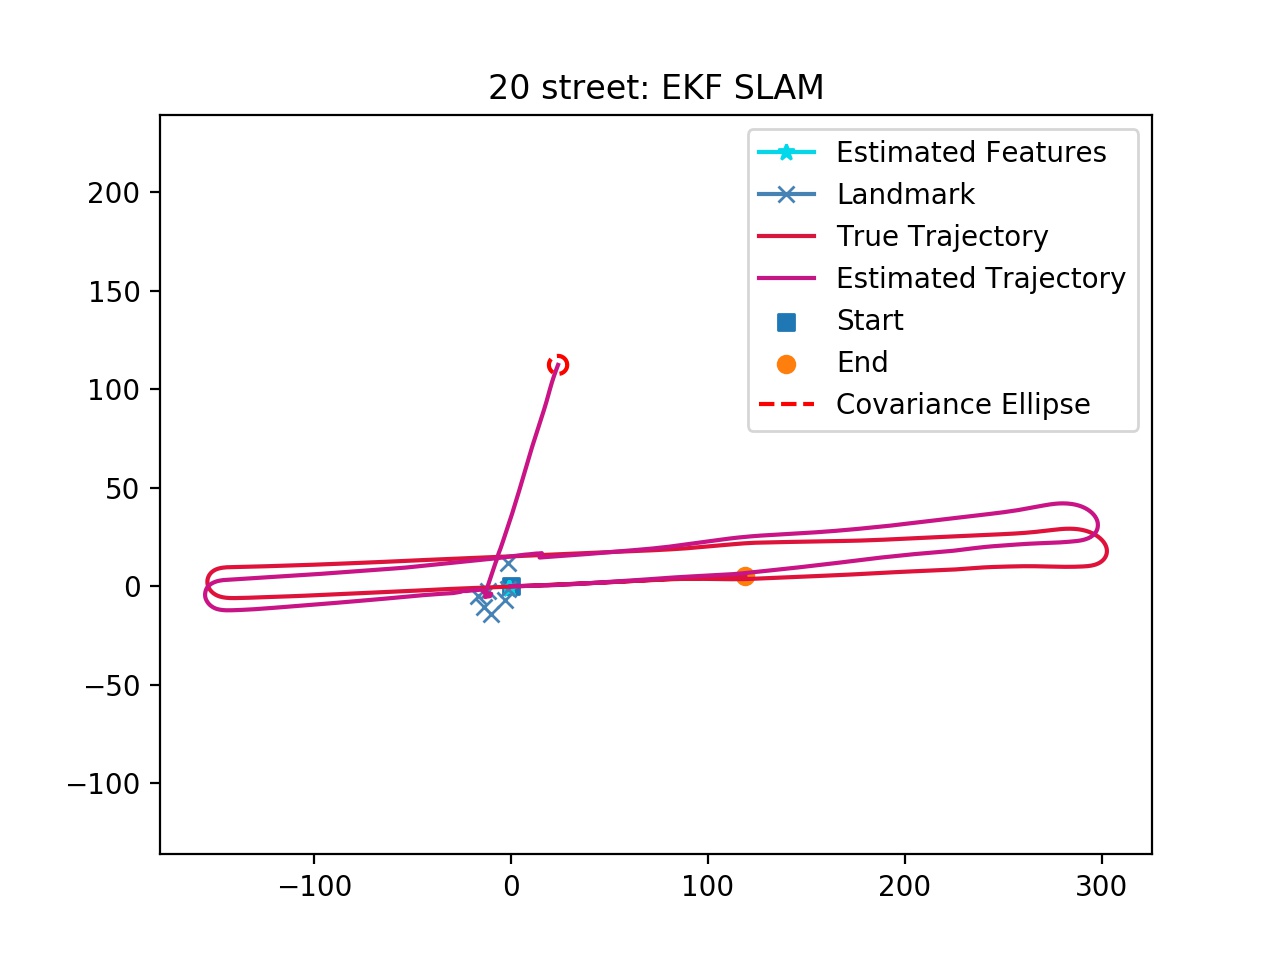 20 street: EKF SLAM
Estimated Features
Landmark
True Trajectory
Estimated Trajectory
Start
End
Covariance Ellipse
200
150
100
50
0
−50
−100
−100 0 100 200 300